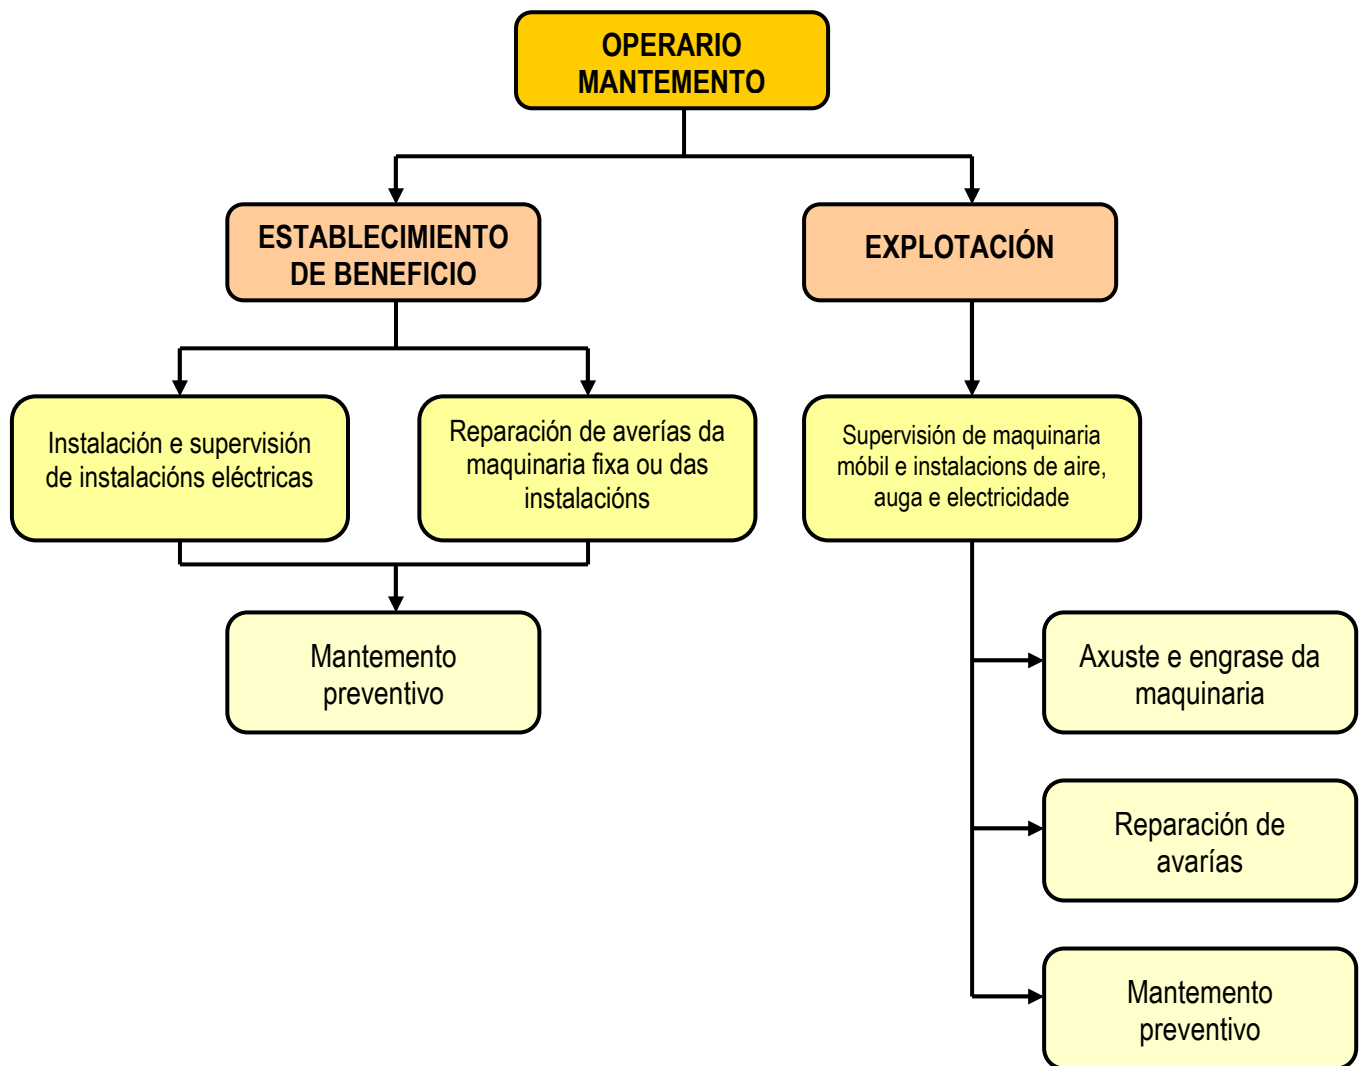 OPERARIO
MANTEMENTO
ESTABLECIMIENTO
DE BENEFICIO
EXPLOTACIÓN
Instalación e supervisión
de instalacións eléctricas
Reparación de averías da
maquinaria fixa ou das
instalacións
Supervisión de maquinaria
móbil e instalacions de aire,
auga e electricidade
Mantemento
preventivo
Axuste e engrase da
maquinaria
Reparación de
avarías
Mantemento
preventivo